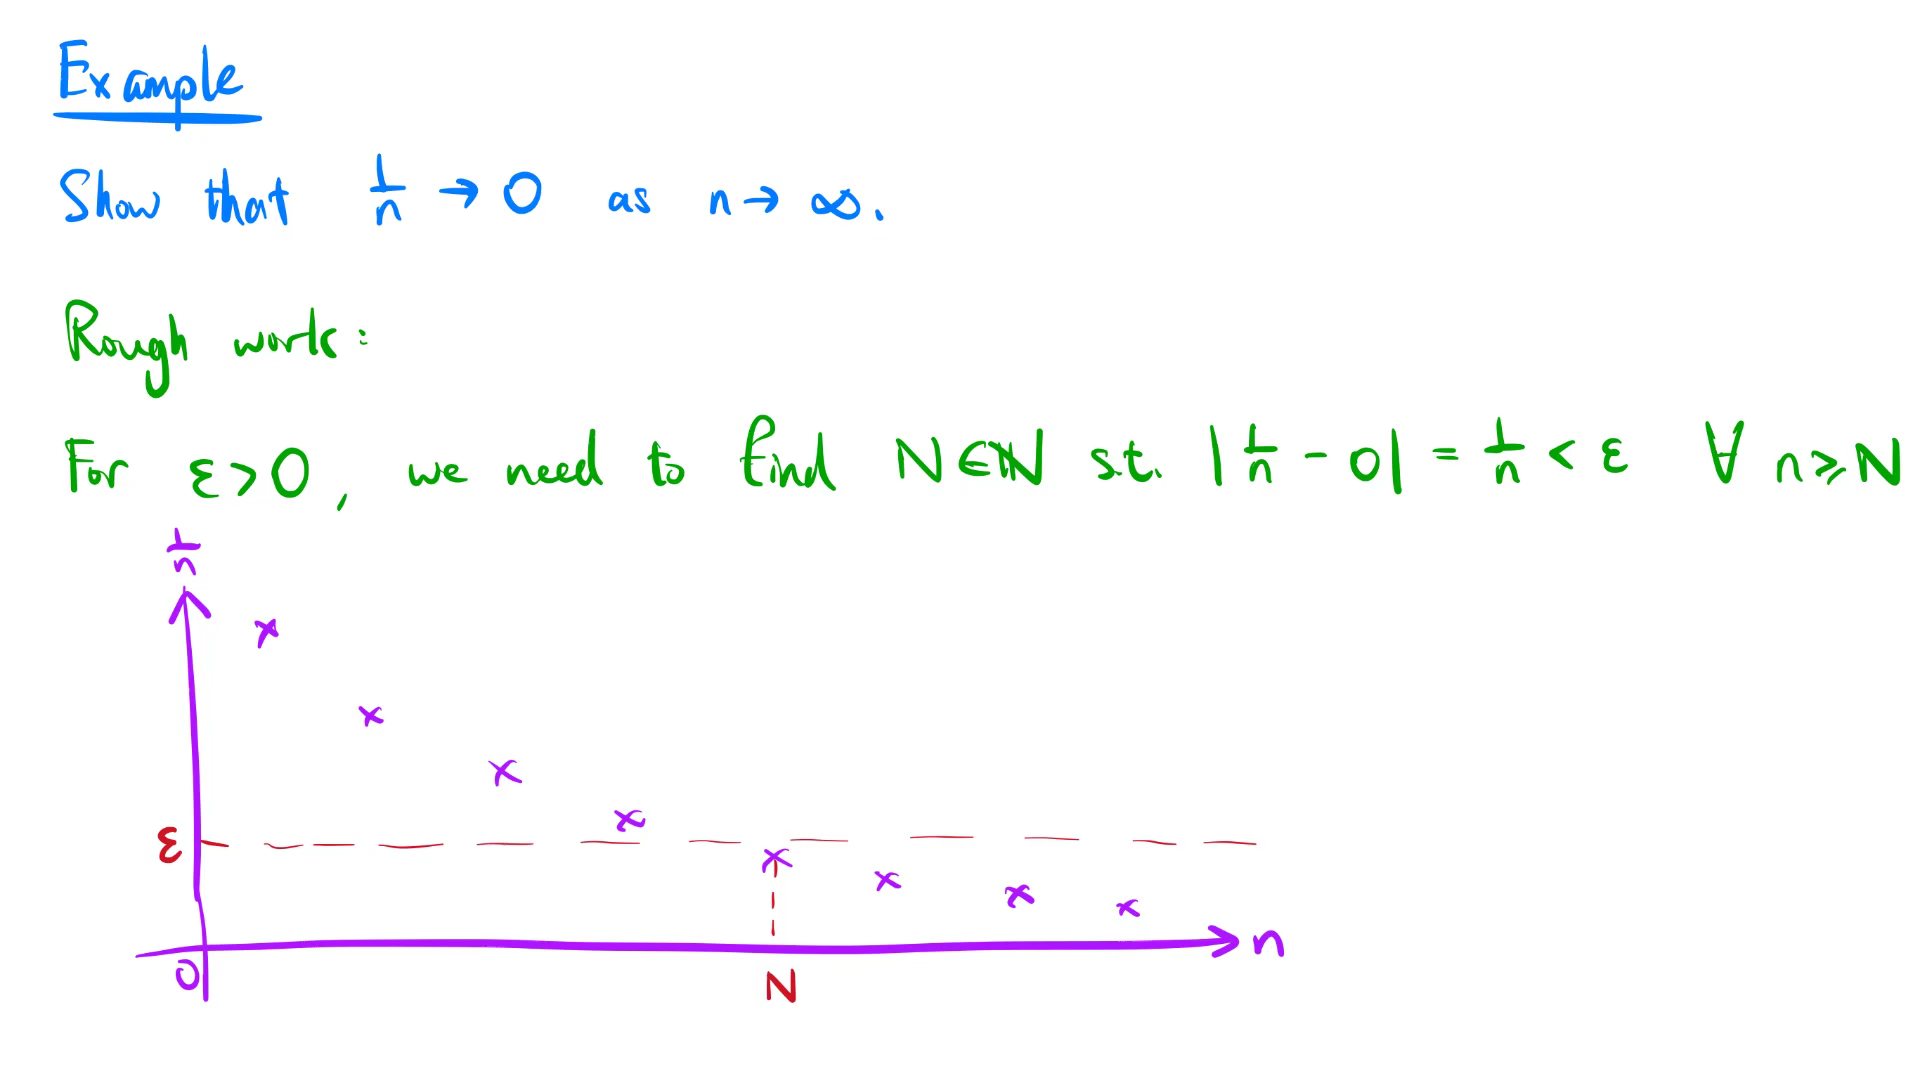 Example
Show that 1/n → 0 as n → ∞.
Rough work:
For ε > 0, we need to find N ∈ ℕ s.t. |1/n - 0| = 1/n < ε ∀ n ≥ N
1/n
ε
0
N
n